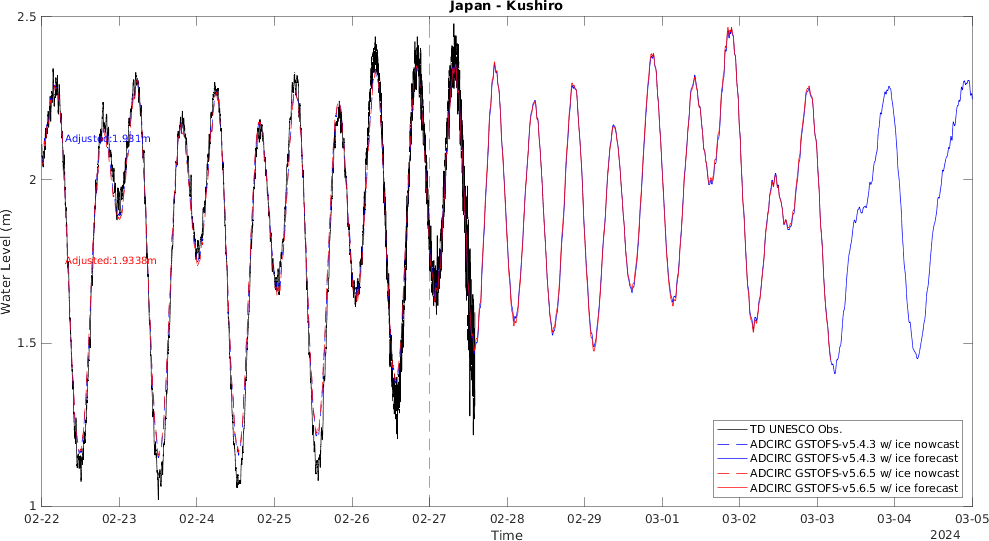 Japan - Kushiro
2.5
2
1.5
1
Water Level (m)
Adjusted:1.931m
Adjusted:1.9338m
TD UNESCO Obs.
ADCIRC GSTOFS-v5.4.3 w/ ice nowcast
ADCIRC GSTOFS-v5.4.3 w/ ice forecast
ADCIRC GSTOFS-v5.6.5 w/ ice nowcast
ADCIRC GSTOFS-v5.6.5 w/ ice forecast
02-22 02-23 02-24 02-25 02-26 02-27 02-28 02-29 03-01 03-02 03-03 03-04 03-05
Time
2024